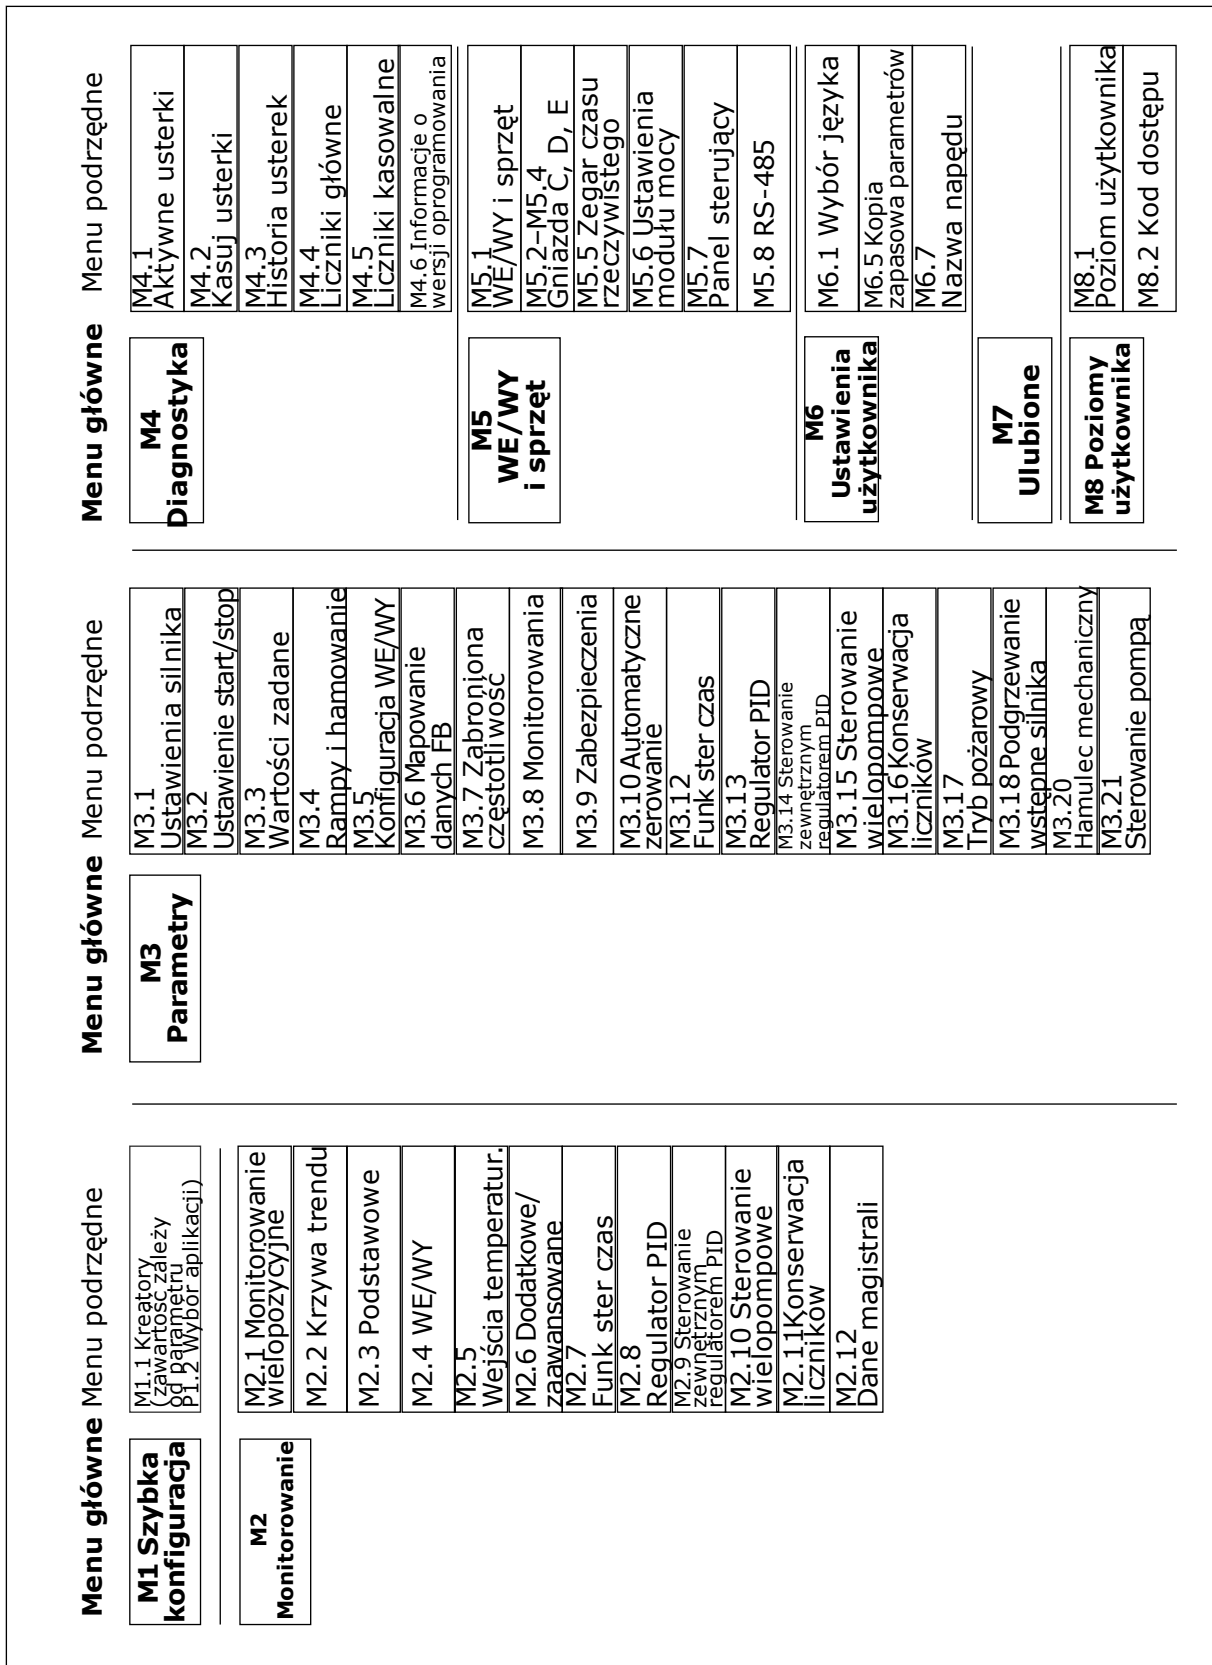 Menu główne Menu podrzędne
M1 Szybka
konfiguracja
M1.1 Kreatory
(zawartość zależy
od parametru
P1.2 Wybór aplikacji)
M2
Monitorowanie
M2.1 Monitorowanie
wielopozycyjne
M2.2 Krzywa trendu
M2.3 Podstawowe
M2.4 WE/WY
M2.5
Wejścia temperatur.
M2.6 Dodatkowe/
zaawansowane
M2.7
Funk ster czas
M2.8
Regulator PID
M2.9 Sterowanie
zewnętrznym
regulatorem PID
M2.10 Sterowanie
wielopompowe
M2.11Konserwacja
liczników
M2.12
Dane magistrali
Menu główne Menu podrzędne
M3
Parametry
M3.1
Ustawienia silnika
M3.2
Ustawienie start/stop
M3.3
Wartości zadane
M3.4
Rampy i hamowanie
M3.5
Konfiguracja WE/WY
M3.6 Mapowanie
danych FB
M3.7 Zabroniona
częstotliwość
M3.8 Monitorowania
M3.9 Zabezpieczenia
M3.10 Automatyczne
zerowanie
M3.12
Funk ster czas
M3.13
Regulator PID
M3.14 Sterowanie
zewnętrznym
regulatorem PID
M3.15 Sterowanie
wielopompowe
M3.16 Konserwacja
liczników
M3.17
Tryb pożarowy
M3.18 Podgrzewanie
wstępne silnika
M3.20
Hamulec mechaniczny
M3.21
Sterowanie pompą
Menu główne Menu podrzędne
M4
Diagnostyka
M4.1
Aktywne usterki
M4.2
Kasuj usterki
M4.3
Historia usterek
M4.4
Liczniki główne
M4.5
Liczniki kasowalne
M4.6 Informacje o
wersji oprogramowania
M5
WE/WY
i sprzęt
M5.1
WE/WY i sprzęt
M5.2–M5.4
Gniazda C, D, E
M5.5 Zegar czasu
rzeczywistego
M5.6 Ustawienia
modułu mocy
M5.7
Panel sterujący
M5.8 RS-485
M6
Ustawienia
użytkownika
M6.1 Wybór języka
M6.5 Kopia
zapasowa parametrów
M6.7
Nazwa napędu
M7
Ulubione
M8 Poziomy
użytkownika
M8.1
Poziom użytkownika
M8.2 Kod dostępu